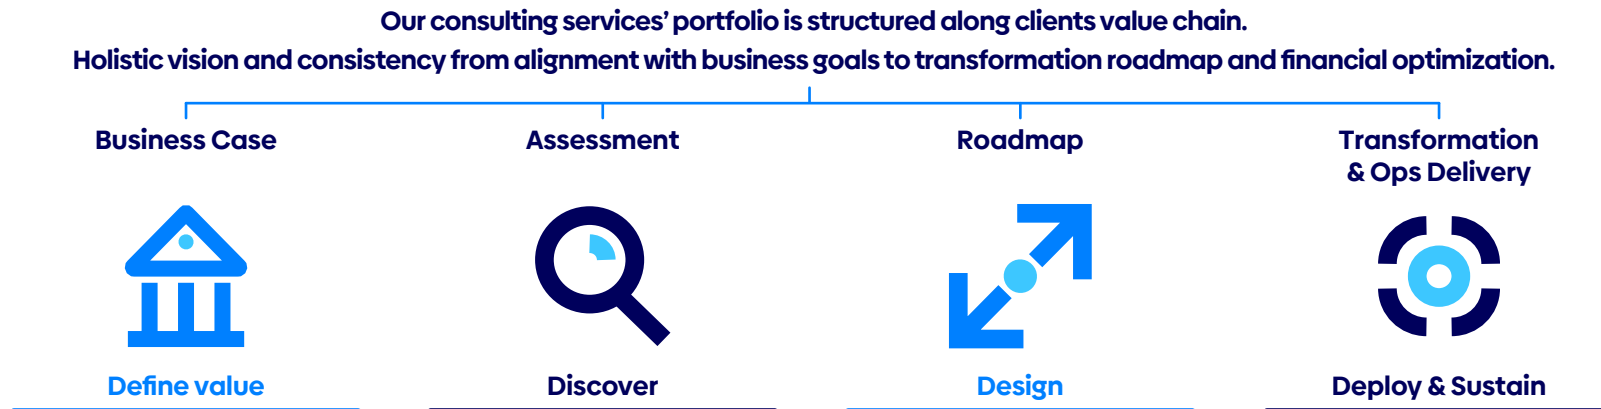 Our consulting services' portfolio is structured along clients value chain.
Holistic vision and consistency from alignment with business goals to transformation roadmap and financial optimization.
Business Case
Assessment
Roadmap
Transformation
& Ops Delivery
Define value
Discover
Design
Deploy & Sustain